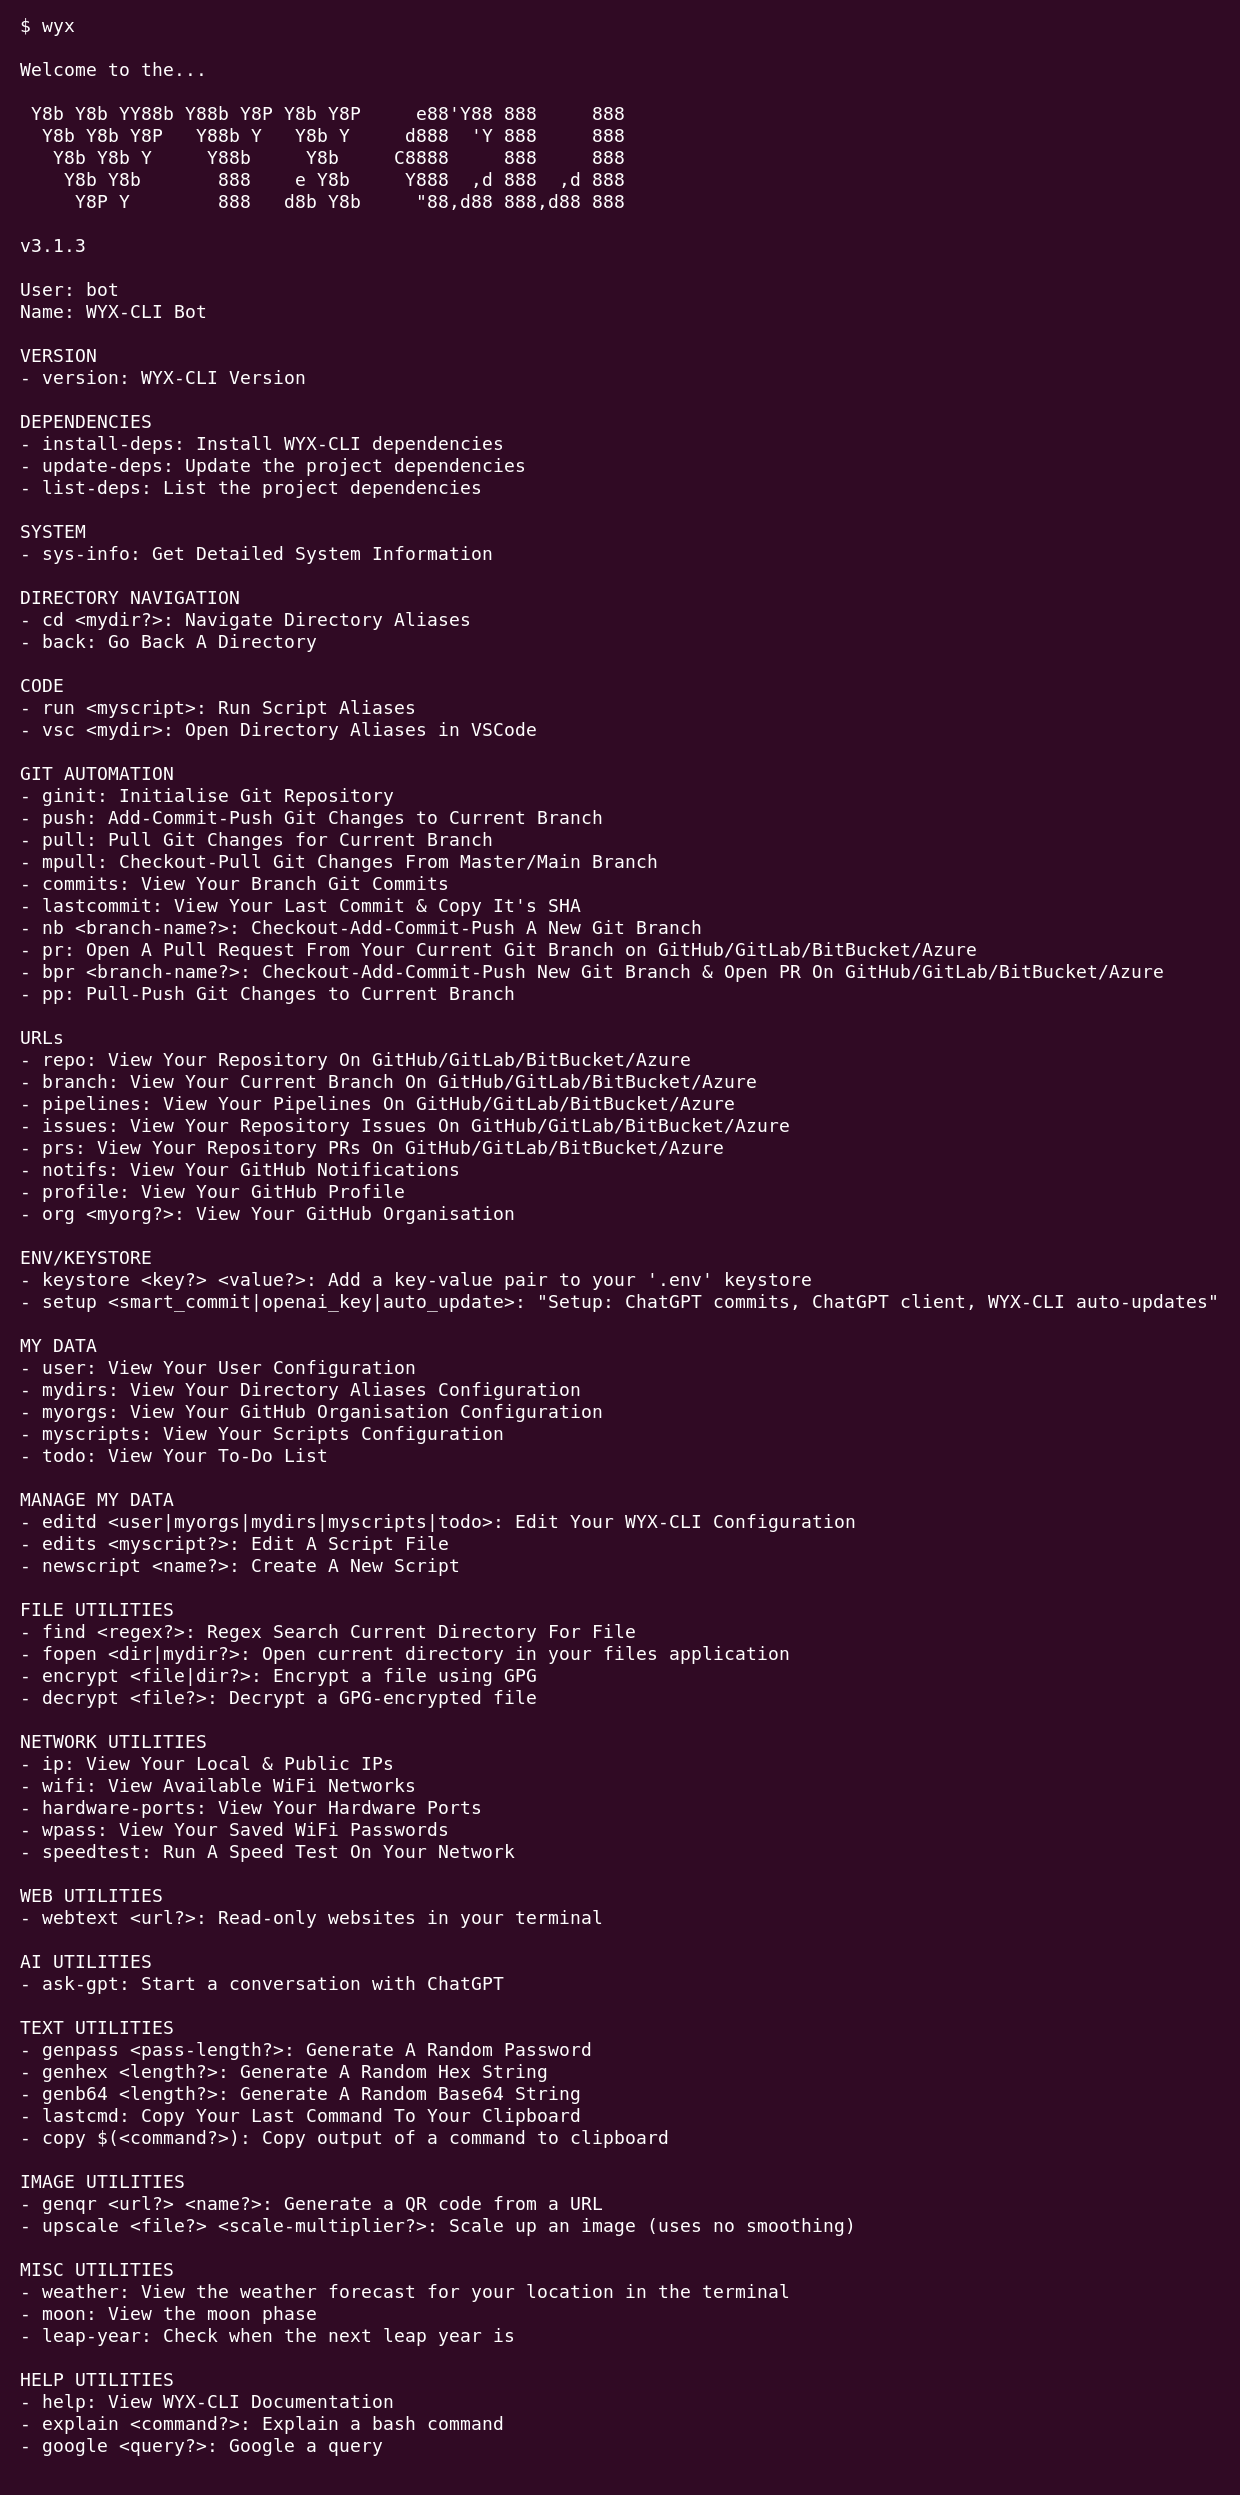 $ wyx

Welcome to the...

 Y8b Y8b YY88b Y88b Y8P Y8b Y8P     e88'Y88 888     888
  Y8b Y8b Y8P   Y88b Y   Y8b Y     d888  'Y 888     888
   Y8b Y8b Y     Y88b     Y8b     C8888     888     888
    Y8b Y8b       888    e Y8b     Y888  ,d 888  ,d 888
     Y8P Y        888   d8b Y8b     "88,d88 888,d88 888

v3.1.3

User: bot
Name: WYX-CLI Bot

VERSION
- version: WYX-CLI Version

DEPENDENCIES
- install-deps: Install WYX-CLI dependencies
- update-deps: Update the project dependencies
- list-deps: List the project dependencies

SYSTEM
- sys-info: Get Detailed System Information

DIRECTORY NAVIGATION
- cd <mydir?>: Navigate Directory Aliases
- back: Go Back A Directory

CODE
- run <myscript>: Run Script Aliases
- vsc <mydir>: Open Directory Aliases in VSCode

GIT AUTOMATION
- ginit: Initialise Git Repository
- push: Add-Commit-Push Git Changes to Current Branch
- pull: Pull Git Changes for Current Branch
- mpull: Checkout-Pull Git Changes From Master/Main Branch
- commits: View Your Branch Git Commits
- lastcommit: View Your Last Commit & Copy It's SHA
- nb <branch-name?>: Checkout-Add-Commit-Push A New Git Branch
- pr: Open A Pull Request From Your Current Git Branch on GitHub/GitLab/BitBucket/Azure
- bpr <branch-name?>: Checkout-Add-Commit-Push New Git Branch & Open PR On GitHub/GitLab/BitBucket/Azure
- pp: Pull-Push Git Changes to Current Branch

URLs
- repo: View Your Repository On GitHub/GitLab/BitBucket/Azure
- branch: View Your Current Branch On GitHub/GitLab/BitBucket/Azure
- pipelines: View Your Pipelines On GitHub/GitLab/BitBucket/Azure
- issues: View Your Repository Issues On GitHub/GitLab/BitBucket/Azure
- prs: View Your Repository PRs On GitHub/GitLab/BitBucket/Azure
- notifs: View Your GitHub Notifications
- profile: View Your GitHub Profile
- org <myorg?>: View Your GitHub Organisation

ENV/KEYSTORE
- keystore <key?> <value?>: Add a key-value pair to your '.env' keystore
- setup <smart_commit|openai_key|auto_update>: "Setup: ChatGPT commits, ChatGPT client, WYX-CLI auto-updates"

MY DATA
- user: View Your User Configuration
- mydirs: View Your Directory Aliases Configuration
- myorgs: View Your GitHub Organisation Configuration
- myscripts: View Your Scripts Configuration
- todo: View Your To-Do List

MANAGE MY DATA
- editd <user|myorgs|mydirs|myscripts|todo>: Edit Your WYX-CLI Configuration
- edits <myscript?>: Edit A Script File
- newscript <name?>: Create A New Script

FILE UTILITIES
- find <regex?>: Regex Search Current Directory For File
- fopen <dir|mydir?>: Open current directory in your files application
- encrypt <file|dir?>: Encrypt a file using GPG
- decrypt <file?>: Decrypt a GPG-encrypted file

NETWORK UTILITIES
- ip: View Your Local & Public IPs
- wifi: View Available WiFi Networks
- hardware-ports: View Your Hardware Ports
- wpass: View Your Saved WiFi Passwords
- speedtest: Run A Speed Test On Your Network

WEB UTILITIES
- webtext <url?>: Read-only websites in your terminal

AI UTILITIES
- ask-gpt: Start a conversation with ChatGPT

TEXT UTILITIES
- genpass <pass-length?>: Generate A Random Password
- genhex <length?>: Generate A Random Hex String
- genb64 <length?>: Generate A Random Base64 String
- lastcmd: Copy Your Last Command To Your Clipboard
- copy $(<command?>): Copy output of a command to clipboard

IMAGE UTILITIES
- genqr <url?> <name?>: Generate a QR code from a URL
- upscale <file?> <scale-multiplier?>: Scale up an image (uses no smoothing)

MISC UTILITIES
- weather: View the weather forecast for your location in the terminal
- moon: View the moon phase
- leap-year: Check when the next leap year is

HELP UTILITIES
- help: View WYX-CLI Documentation
- explain <command?>: Explain a bash command
- google <query?>: Google a query